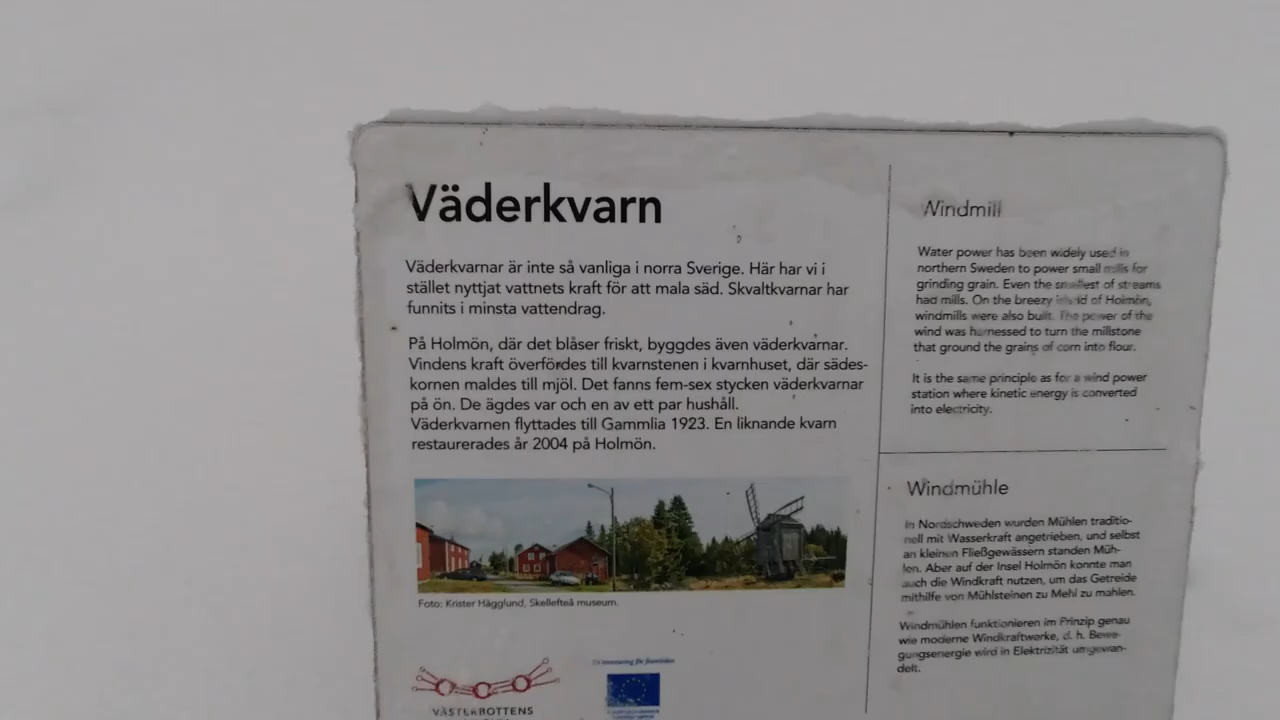 Väderkvarn
Väderkvarnar är inte så vanliga i norra Sverige. Här har vi i
stället nyttjat vattnets kraft för att mala säd. Skvaltkvarnar har
funnits i minsta vattendrag.
På Holmön, där det blåser friskt, byggdes även väderkvarnar.
Vindens kraft överfördes till kvarnstenen i kvarnhuset, där sädes-
kornen maldes till mjöl. Det fanns fem-sex stycken väderkvarnar
på ön. De ägdes var och en av ett par hushåll.
Väderkvarnen flyttades till Gammlia 1923. En liknande kvarn
restaurerades år 2004 på Holmön.
Foto: Krister Hägglund, Skellefteå museum.
VÄSTERBOTTENS
Windmill
Water power has been widely used in
northern Sweden to power small mills for
grinding grain. Even the smallest of streams
had mills. On the breezy island of Holmön,
windmills were also built. The power of the
wind was harnessed to turn the millstone
that ground the grains of corn into flour.
It is the same principle as for a wind power
station where kinetic energy is converted
into electricity.
Windmühle
In Nordschweden wurden Mühlen traditio-
nell mit Wasserkraft angetrieben, und selbst
an kleinen Fließgewässern standen Müh-
len. Aber auf der Insel Holmön konnte man
auch die Windkraft nutzen, um das Getreide
mithilfe von Mühlsteinen zu Mehl zu mahlen.
Windmühlen funktionieren im Prinzip genau
wie moderne Windkraftwerke, d. h. Bewe-
gungsenergie wird in Elektrizität umgewan-
delt.